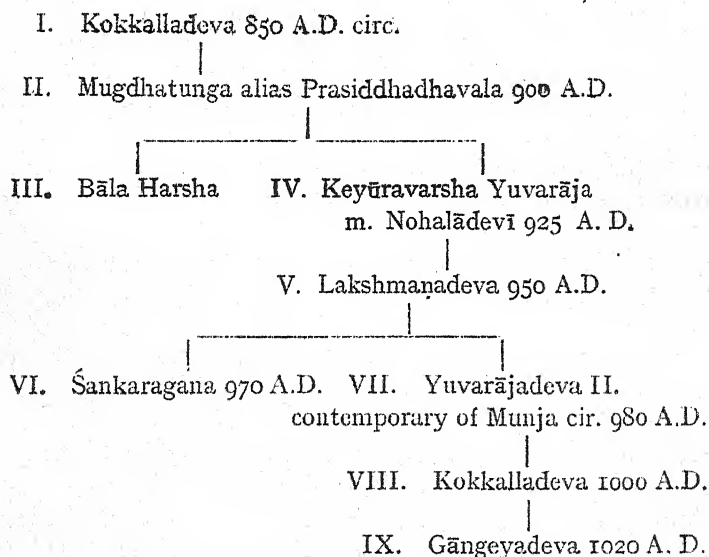 I. Kokkalladeva 850 A.D. circ.
II. Mugdhatunga alias Prasiddhadhavala 900 A.D.
III. Bāla Harsha IV. Keyūravarsha Yuvarāja
m. Nohalādevī 925 A. D.
V. Lakshmaṇadeva 950 A.D.
VI. Śankaragana 970 A.D. VII. Yuvarājadeva II.
contemporary of Munja cir. 980 A.D.
VIII. Kokkalladeva 1000 A.D.
IX. Gāngeyadeva 1020 A. D.